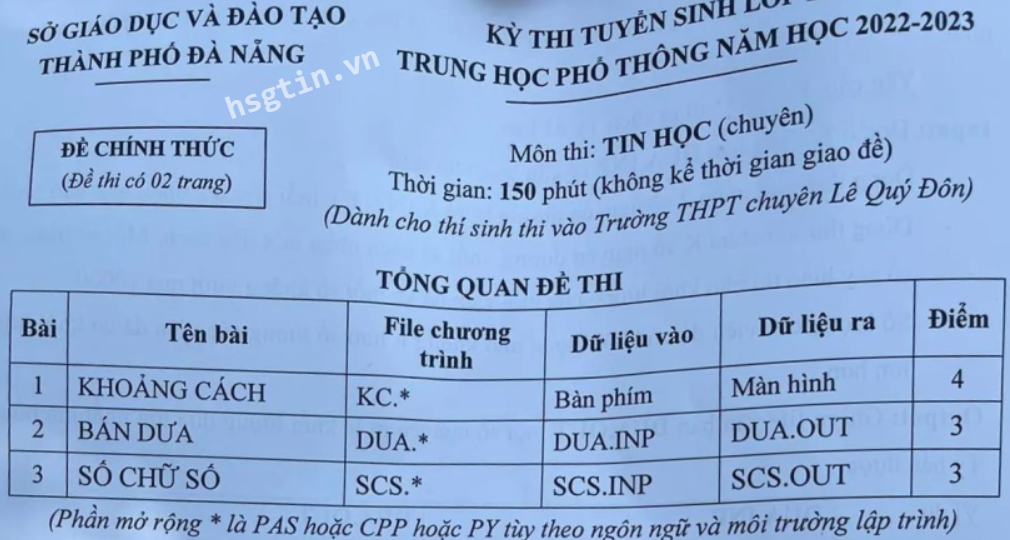 SỞ GIÁO DỤC VÀ ĐÀO TẠO
THÀNH PHỐ ĐÀ NẴNG
KỲ THI TUYỂN SINH
TRUNG HỌC PHỔ THÔNG NĂM HỌC 2022-2023
hsgtin.vn
ĐỀ CHÍNH THỨC
(Đề thi có 02 trang)
Môn thi: TIN HỌC (chuyên)
Thời gian: 150 phút (không kể thời gian giao đề)
(Dành cho thí sinh thi vào Trường THPT chuyên Lê Quý Đôn)
TỔNG QUAN ĐỀ THI
Bài Tên bài File chương trình Dữ liệu vào Dữ liệu ra Điểm
1 KHOẢNG CÁCH KC.* Bàn phím Màn hình 4
2 BÁN DƯA DUA.* DUA.INP DUA.OUT 3
3 SỐ CHỮ SỐ SCS.* SCS.INP SCS.OUT 3
(Phần mở rộng * là PAS hoặc CPP hoặc PY tùy theo ngôn ngữ và môi trường lập trình)